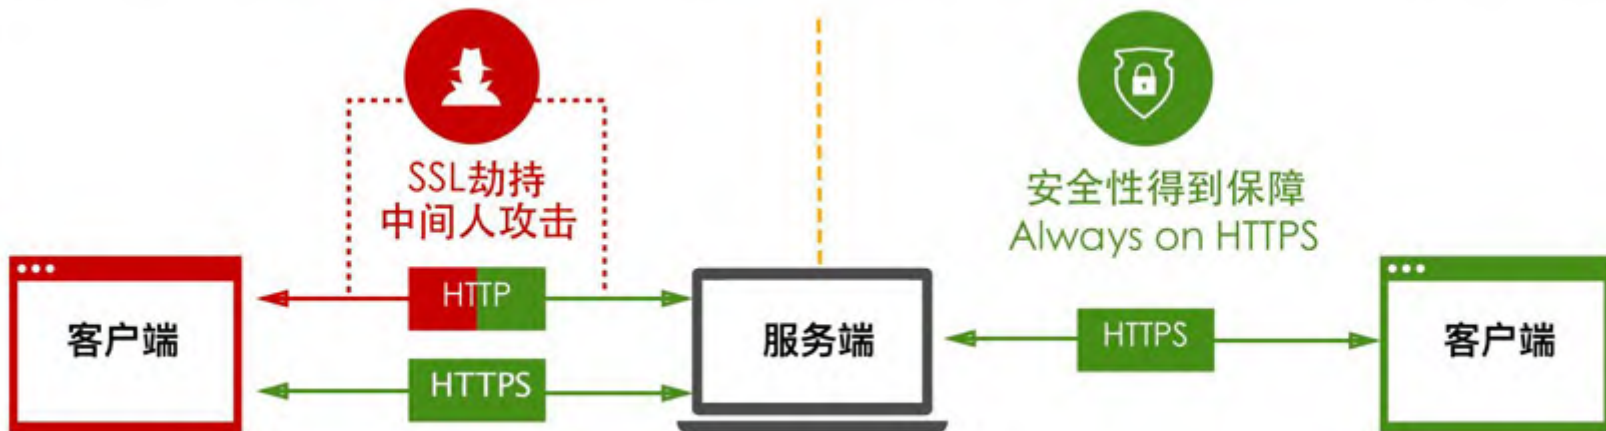 SSL劫持
中间人攻击
安全性得到保障
Always on HTTPS
客户端
HTTP
HTTPS
服务端
HTTPS
客户端